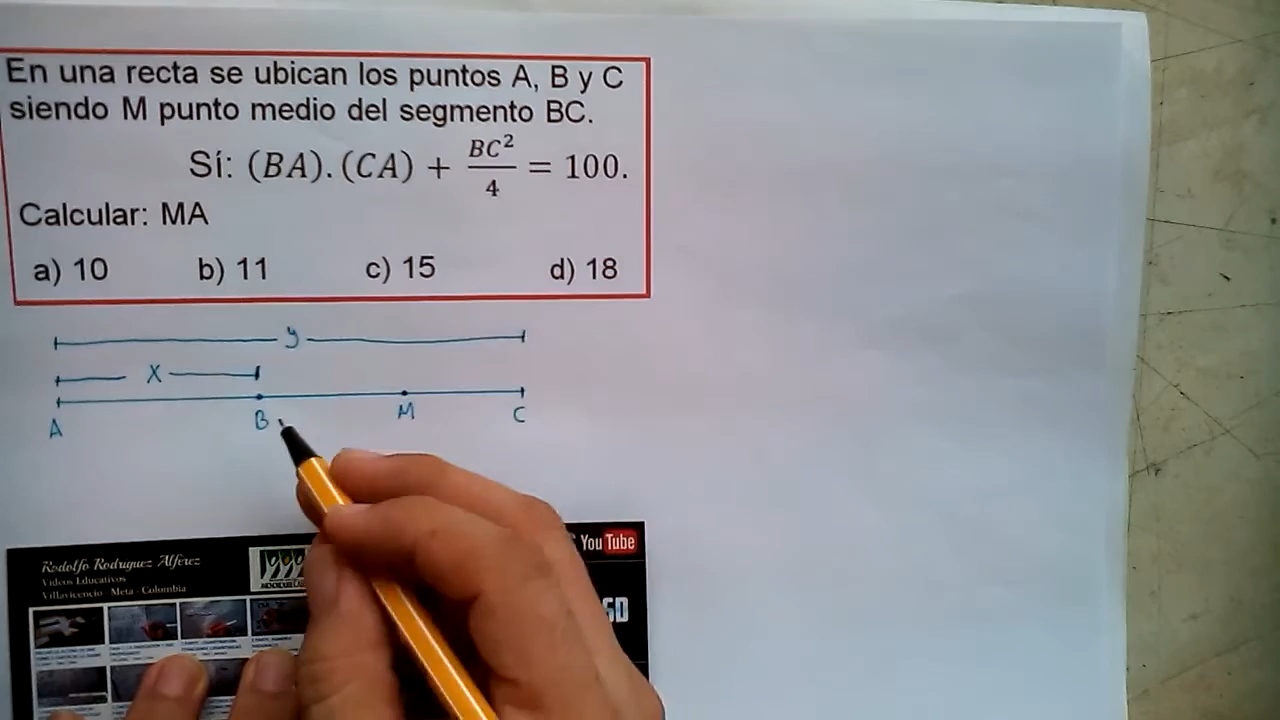 En una recta se ubican los puntos A, B y C
siendo M punto medio del segmento BC.
Sí: (BA).(CA) + BC²/4 = 100.
Calcular: MA
a) 10 b) 11 c) 15 d) 18
y
X
A B M C
Rodolfo Rodriguez Alferez
Videos Educativos
Villavicencio - Meta - Colombia
YouTube